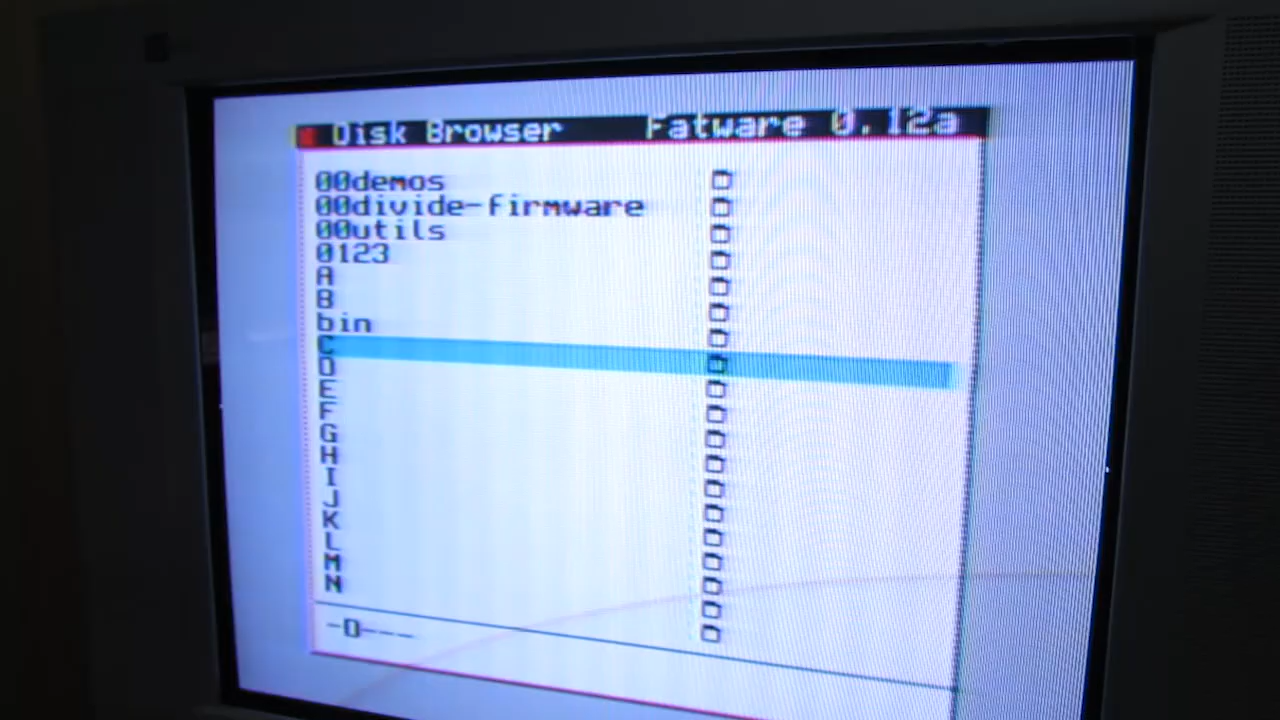 Disk Browser Fatware 0.12a
00demos
00divide-firmware
00utils
0123
A
B
bin
C
D
E
F
G
H
I
J
K
L
M
N
-D---